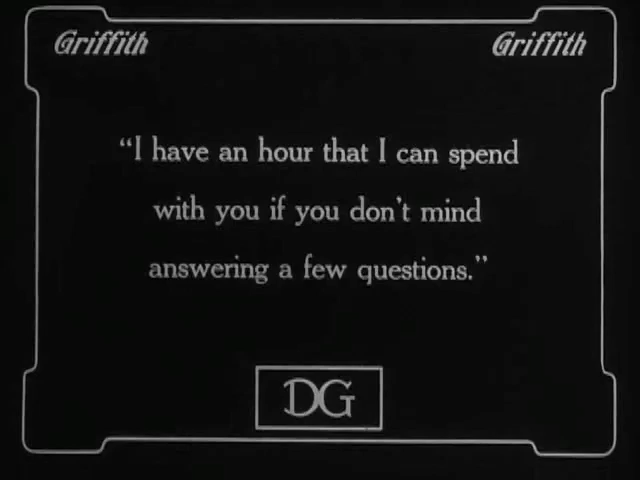 Griffith Griffith
“I have an hour that I can spend
with you if you don't mind
answering a few questions.”
DG